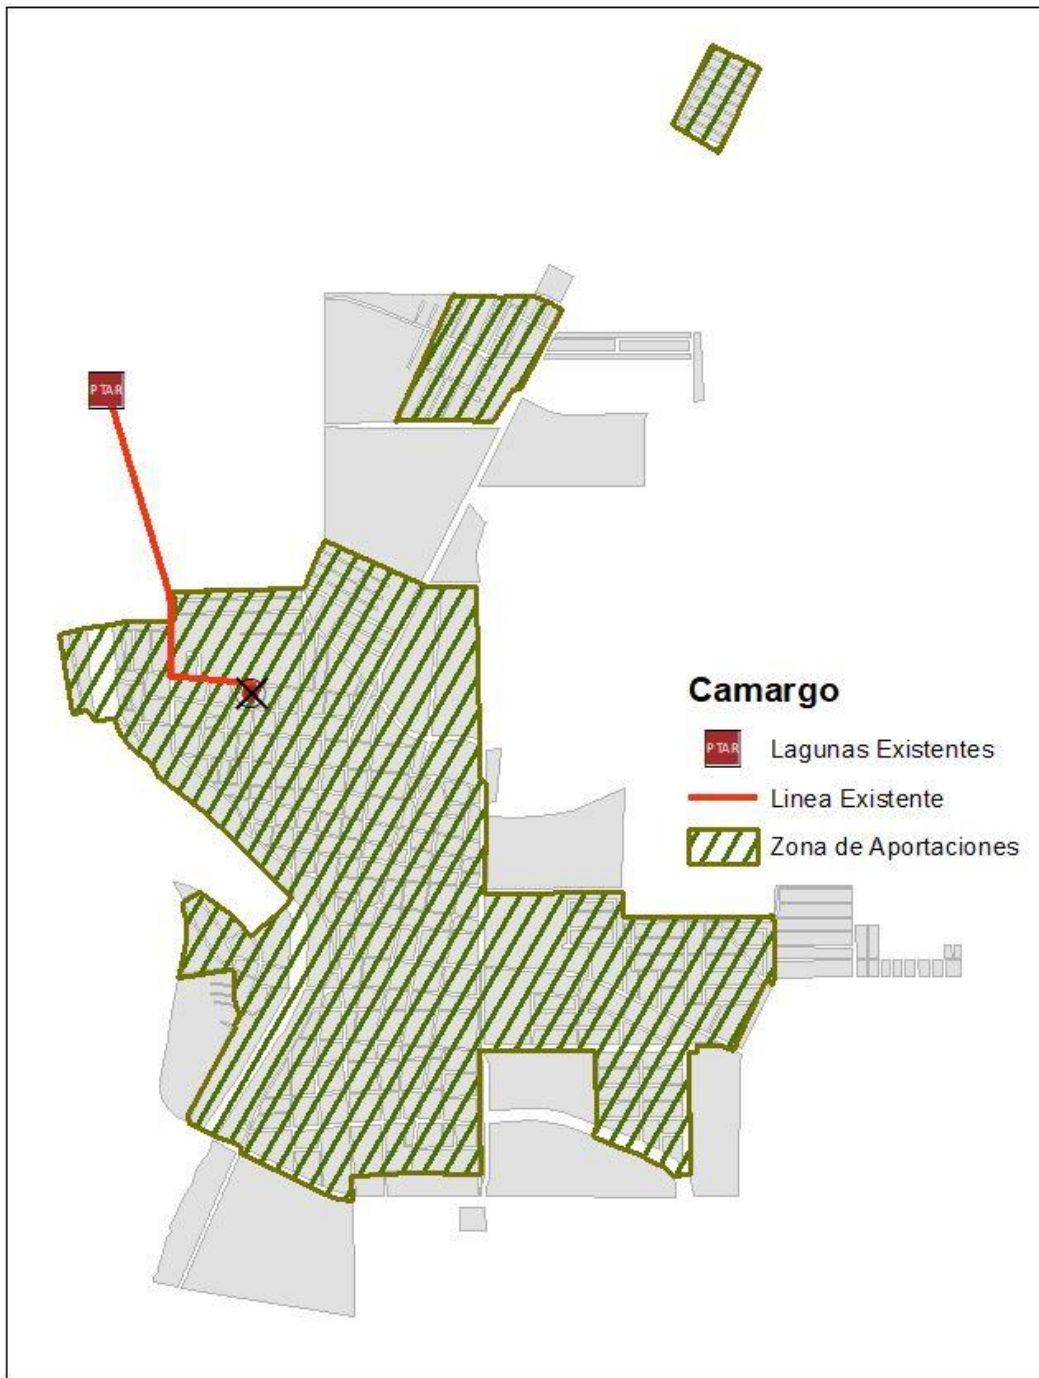 PTAR
Camargo
PTAR Lagunas Existentes
Linea Existente
Zona de Aportaciones